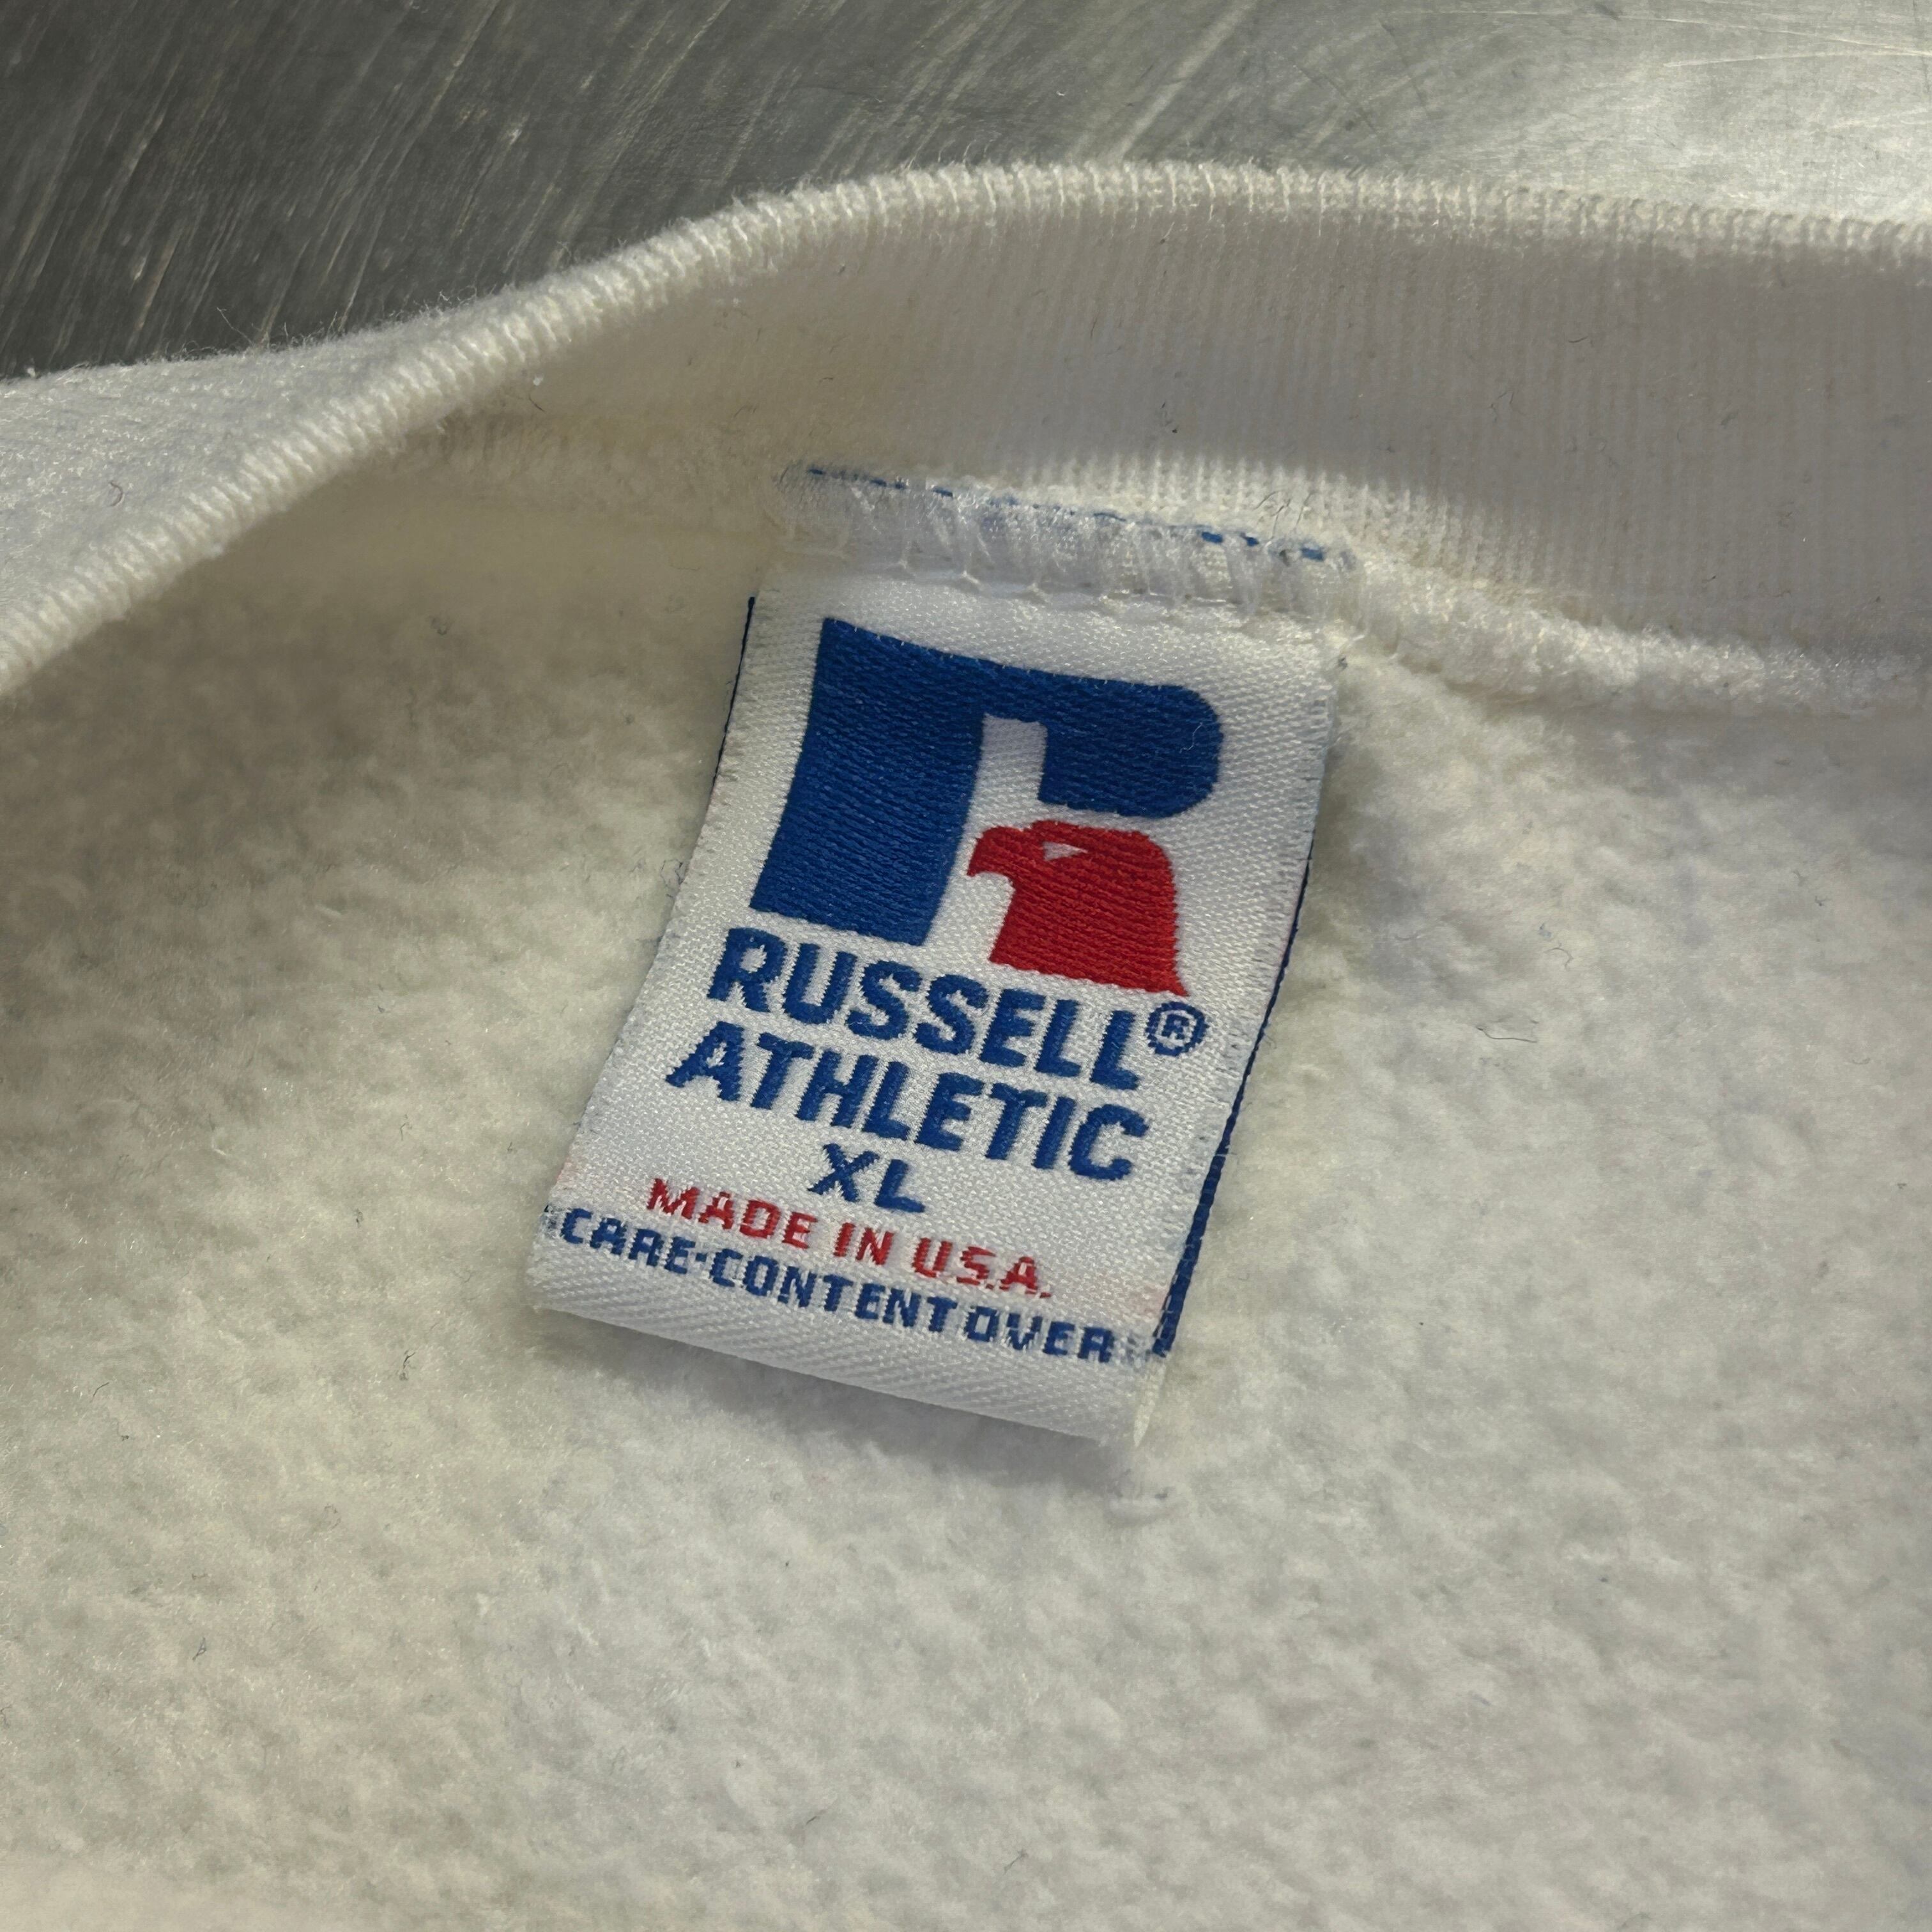 RUSSELL®
ATHLETIC
XL
MADE IN U.S.A.
CARE·CONTENT OVER